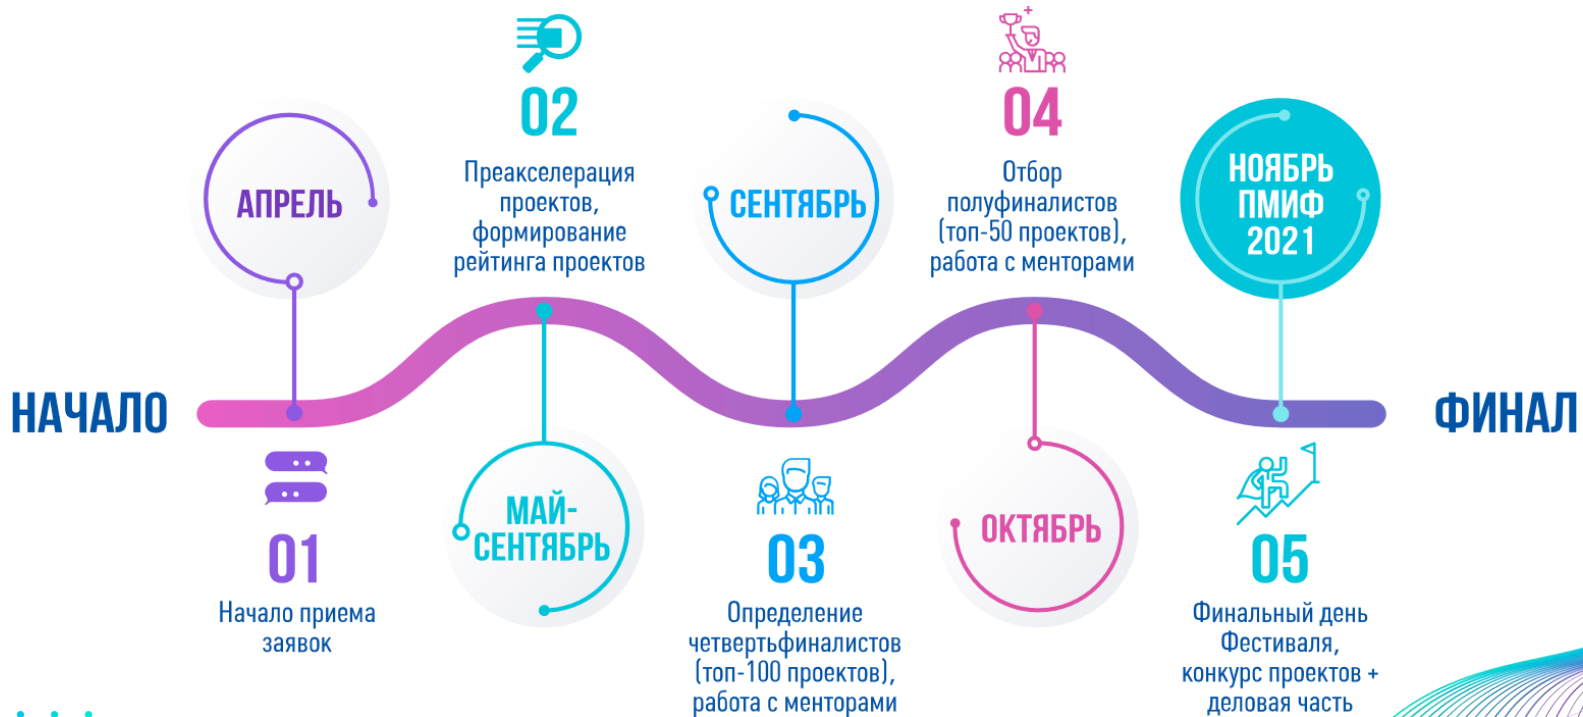 НАЧАЛО
АПРЕЛЬ
01
Начало приема
заявок
02
Преакселерация
проектов,
формирование
рейтинга проектов
МАЙ-
СЕНТЯБРЬ
СЕНТЯБРЬ
03
Определение
четвертьфиналистов
(топ-100 проектов),
работа с менторами
04
Отбор
полуфиналистов
(топ-50 проектов),
работа с менторами
ОКТЯБРЬ
НОЯБРЬ
ПМИФ
2021
05
Финальный день
Фестиваля,
конкурс проектов +
деловая часть
ФИНАЛ